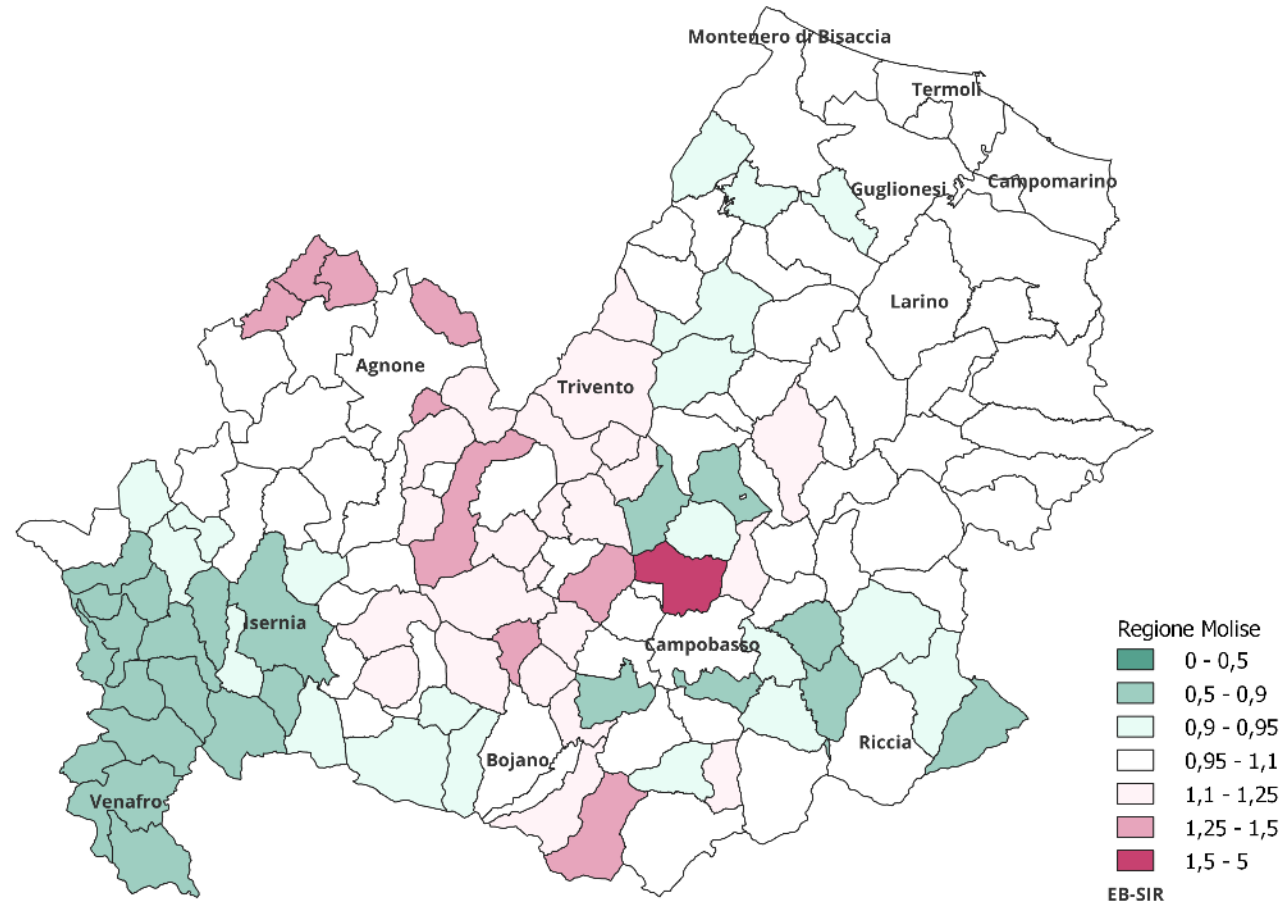 Montenero di Bisaccia
Termoli
Guglionesi
Campomarino
Larino
Agnone
Trivento
Isernia
Campobasso
Riccia
Bojano
Venafro
Regione Molise
0 - 0,5
0,5 - 0,9
0,9 - 0,95
0,95 - 1,1
1,1 - 1,25
1,25 - 1,5
1,5 - 5
EB-SIR